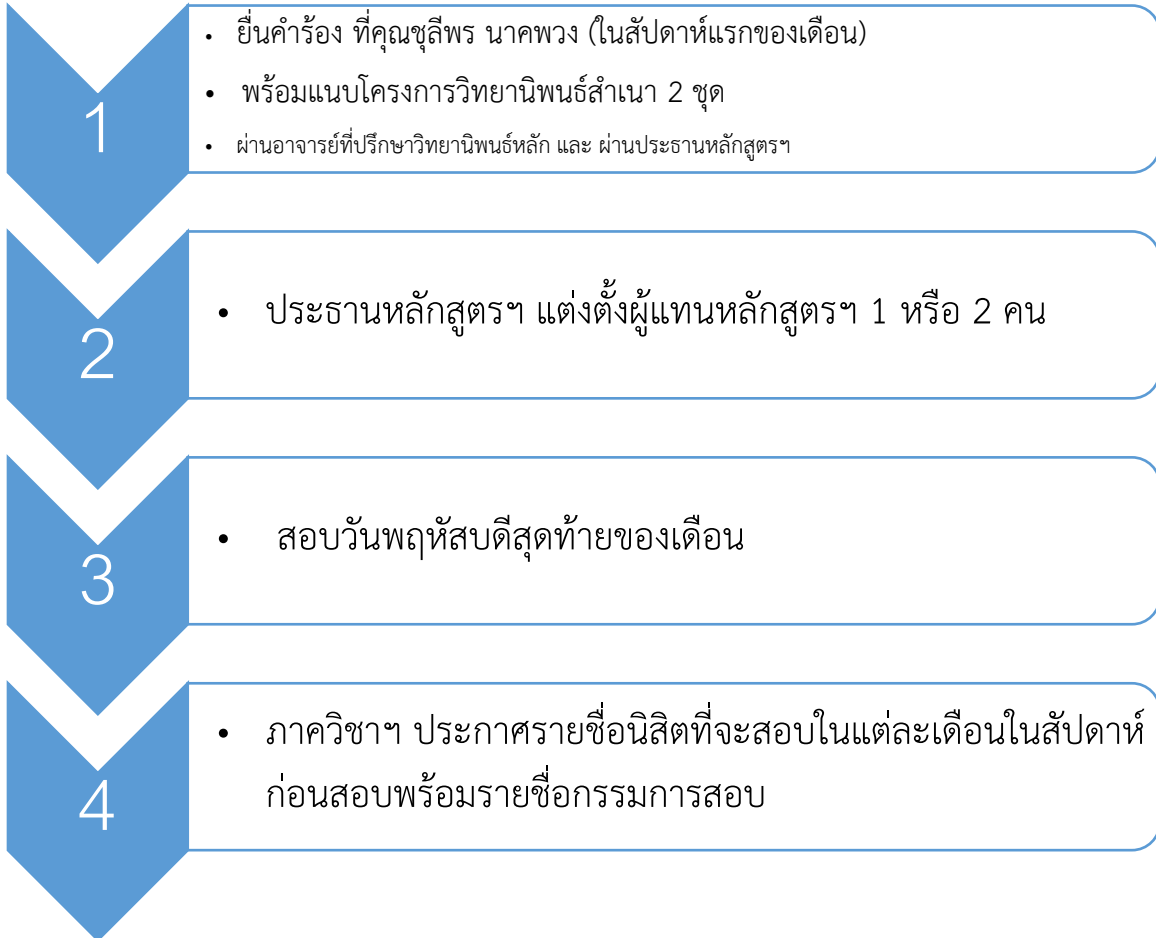 1
• ยื่นคำร้อง ที่คุณชุลีพร นาคพวง (ในสัปดาห์แรกของเดือน)
• พร้อมแนบโครงการวิทยานิพนธ์สำเนา 2 ชุด
• ผ่านอาจารย์ที่ปรึกษาวิทยานิพนธ์หลัก และ ผ่านประธานหลักสูตรฯ
2
• ประธานหลักสูตรฯ แต่งตั้งผู้แทนหลักสูตรฯ 1 หรือ 2 คน
3
• สอบวันพฤหัสบดีสุดท้ายของเดือน
4
• ภาควิชาฯ ประกาศรายชื่อนิสิตที่จะสอบในแต่ละเดือนในสัปดาห์
ก่อนสอบพร้อมรายชื่อกรรมการสอบ